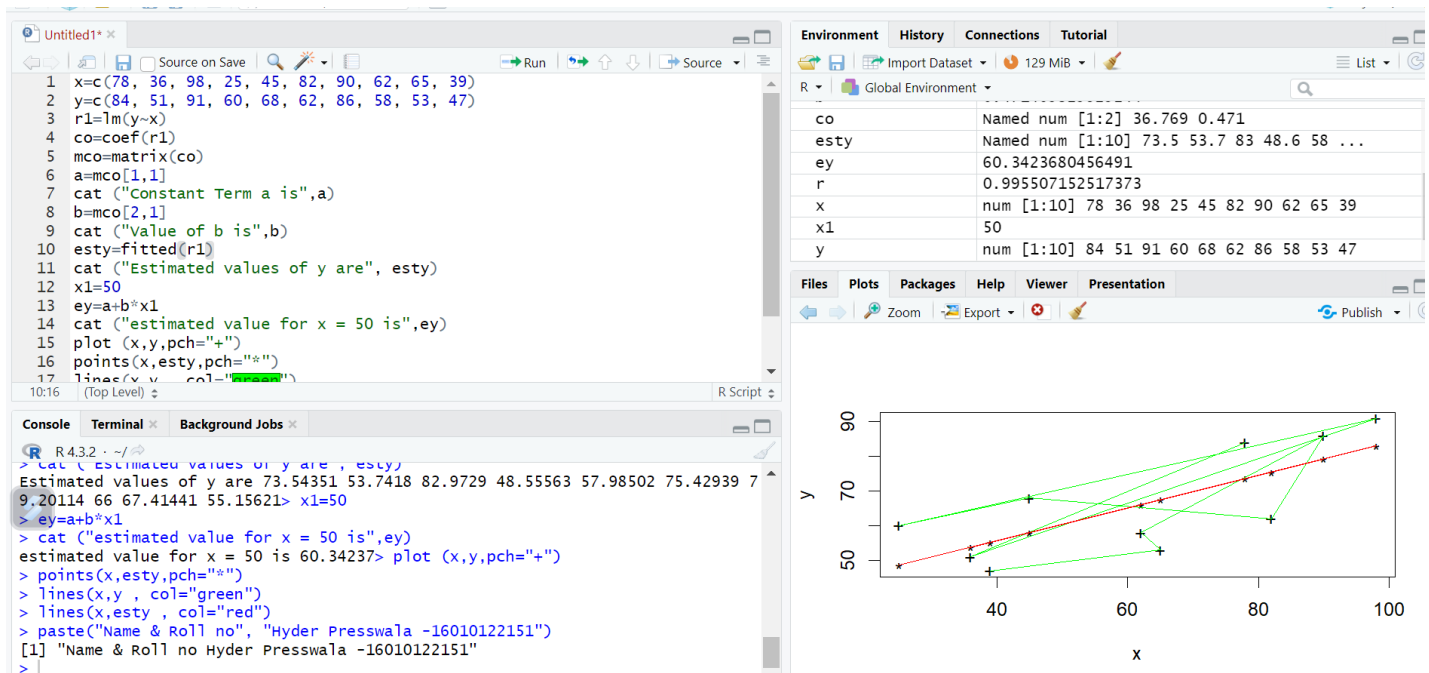 Untitled1*
Source on Save
Run
Source
1 x=c(78, 36, 98, 25, 45, 82, 90, 62, 65, 39)
2 y=c(84, 51, 91, 60, 68, 62, 86, 58, 53, 47)
3 r1=lm(y~x)
4 co=coef(r1)
5 mco=matrix(co)
6 a=mco[1,1]
7 cat ("Constant Term a is",a)
8 b=mco[2,1]
9 cat ("Value of b is",b)
10 esty=fitted(r1)
11 cat ("Estimated values of y are", esty)
12 x1=50
13 ey=a+b*x1
14 cat ("estimated value for x = 50 is",ey)
15 plot (x,y,pch="+")
16 points(x,esty,pch="*")
17 lines(x,y , col="green")
10:16 (Top Level) R Script
Console Terminal Background Jobs
R 4.3.2 · ~/
> cat ("Estimated values of y are", esty)
Estimated values of y are 73.54351 53.7418 82.9729 48.55563 57.98502 75.42939 7
9.20114 66 67.41441 55.15621> x1=50
> ey=a+b*x1
> cat ("estimated value for x = 50 is",ey)
estimated value for x = 50 is 60.34237> plot (x,y,pch="+")
> points(x,esty,pch="*")
> lines(x,y , col="green")
> lines(x,esty , col="red")
> paste("Name & Roll no", "Hyder Presswala -16010122151")
[1] "Name & Roll no Hyder Presswala -16010122151"
>
Environment History Connections Tutorial
Import Dataset 129 MiB List
R Global Environment
co Named num [1:2] 36.769 0.471
esty Named num [1:10] 73.5 53.7 83 48.6 58 ...
ey 60.3423680456491
r 0.995507152517373
x num [1:10] 78 36 98 25 45 82 90 62 65 39
x1 50
y num [1:10] 84 51 91 60 68 62 86 58 53 47
Files Plots Packages Help Viewer Presentation
Zoom Export Publish
90
70
50
y
40 60 80 100
x